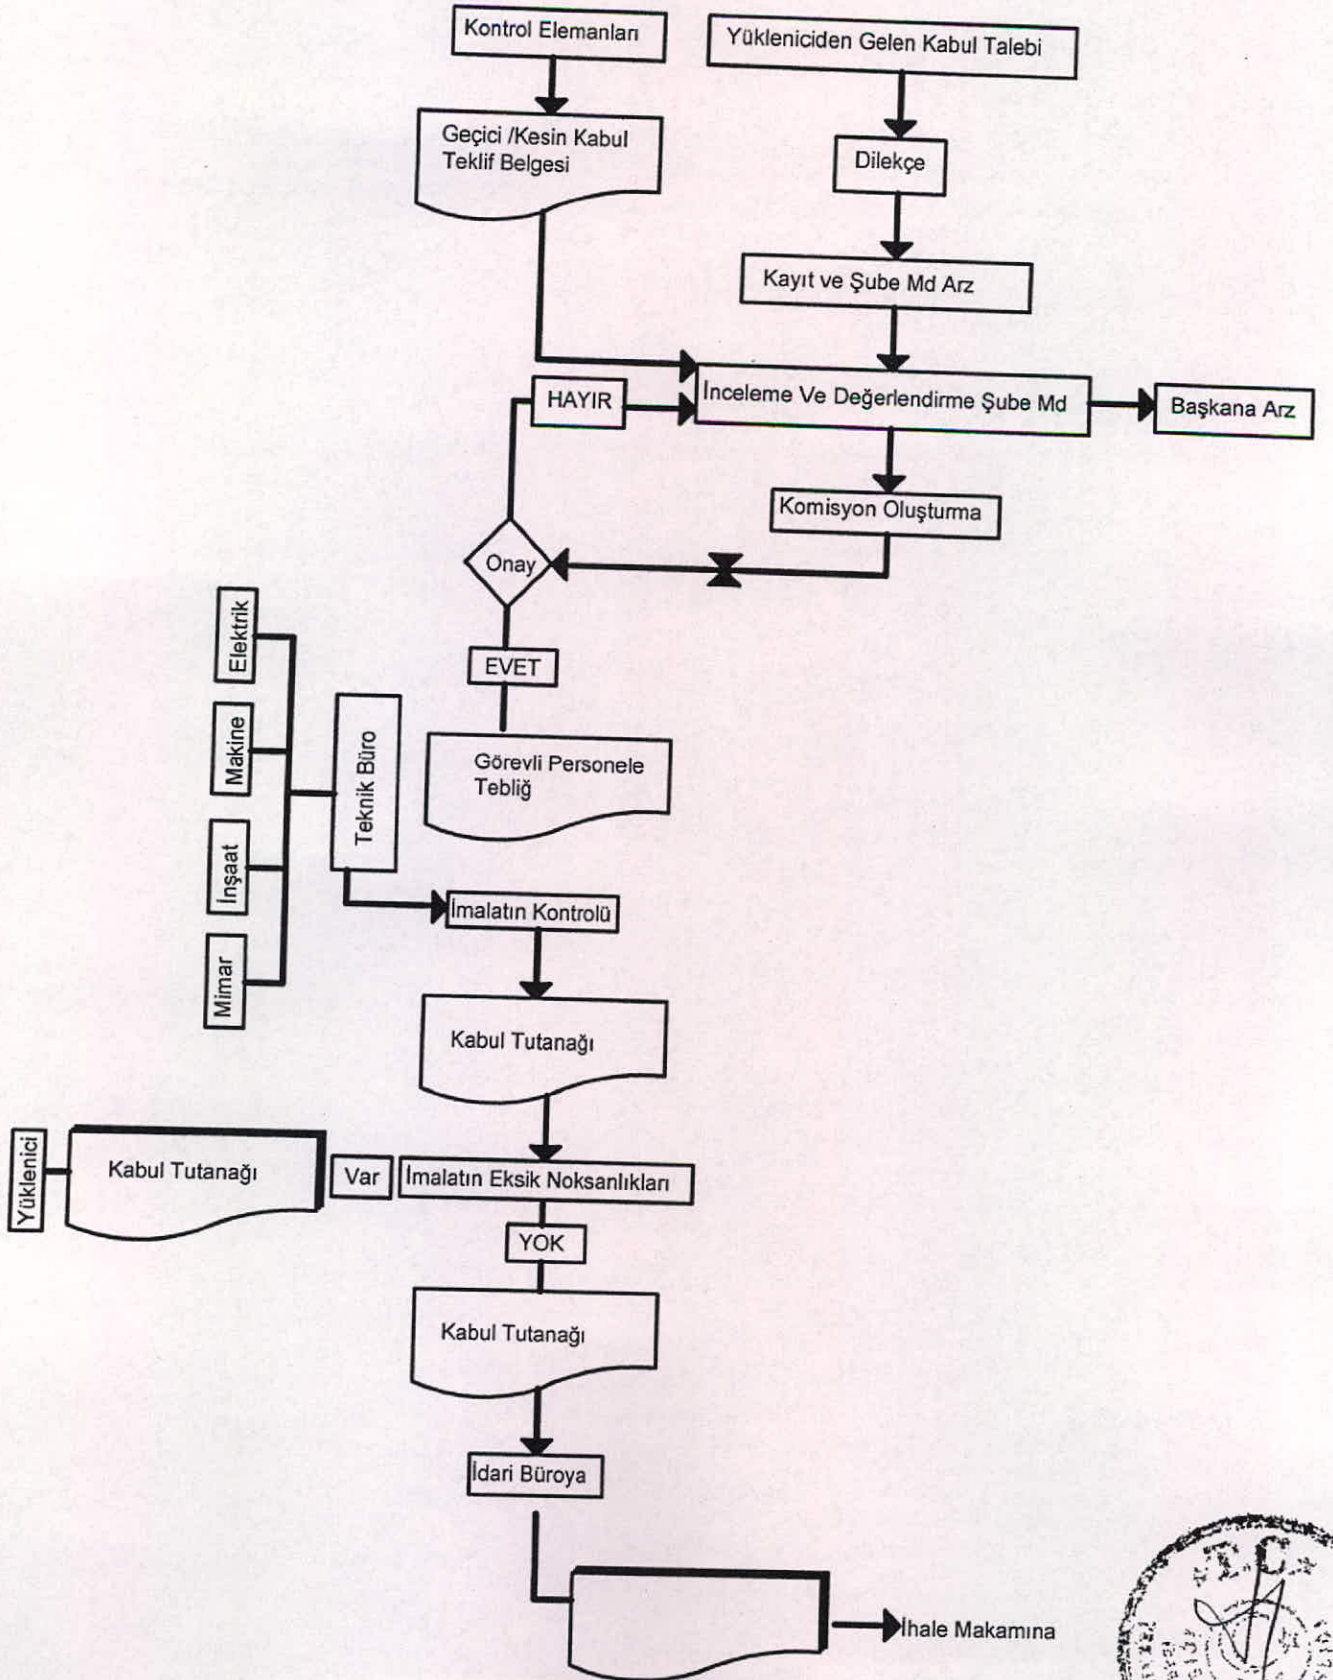 Kontrol Elemanları
Yükleniciden Gelen Kabul Talebi
Geçici /Kesin Kabul
Teklif Belgesi
Dilekçe
Kayıt ve Şube Md Arz
HAYIR
İnceleme Ve Değerlendirme Şube Md
Başkana Arz
Komisyon Oluşturma
Onay
EVET
Elektrik
Makine
İnşaat
Mimar
Teknik Büro
Görevli Personele
Tebliğ
İmalatın Kontrolü
Kabul Tutanağı
Yüklenici
Kabul Tutanağı
Var
İmalatın Eksik Noksanlıkları
YOK
Kabul Tutanağı
İdari Büroya
İhale Makamına
T.C.